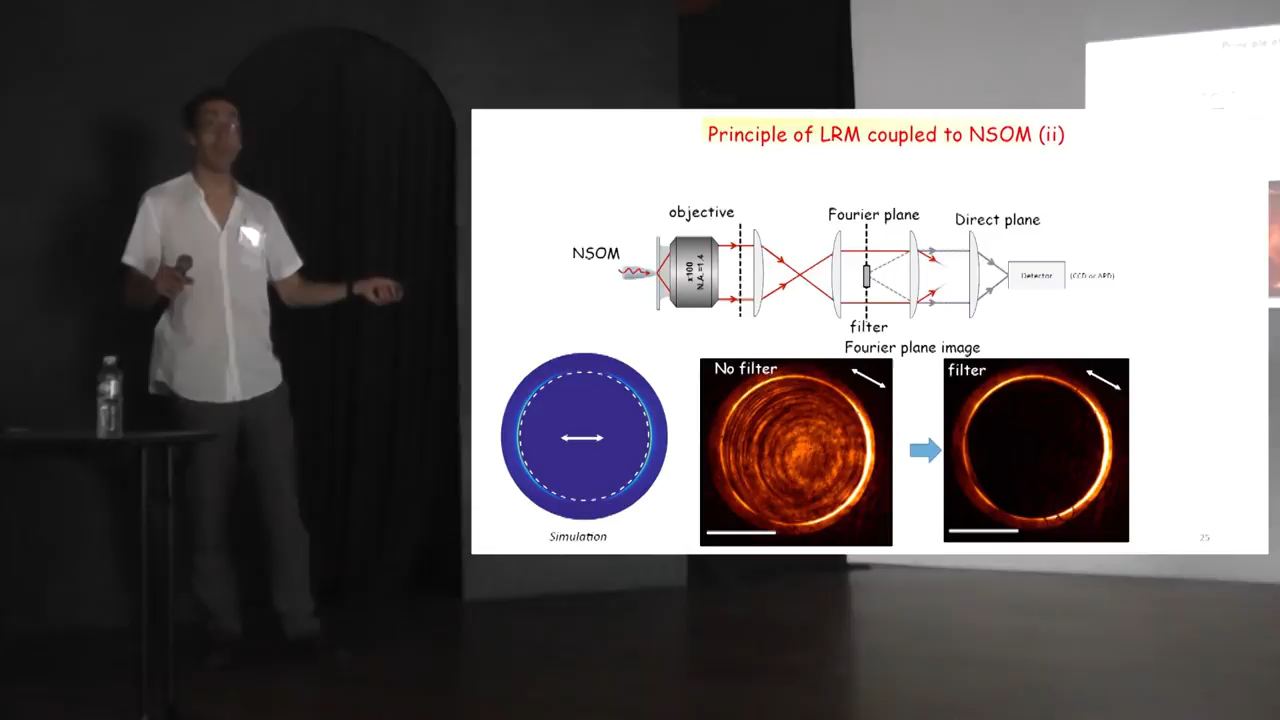 Principle of LRM coupled to NSOM (ii)
objective
Fourier plane
Direct plane
NSOM
x100
N.A.=1.4
Detector
(CCD or APD)
filter
Fourier plane image
No filter
filter
Simulation
25